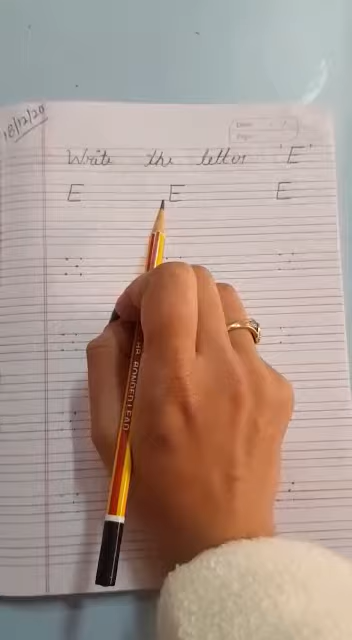 18/12/20
Write the letter 'E'
E E E
BONDED LEAD